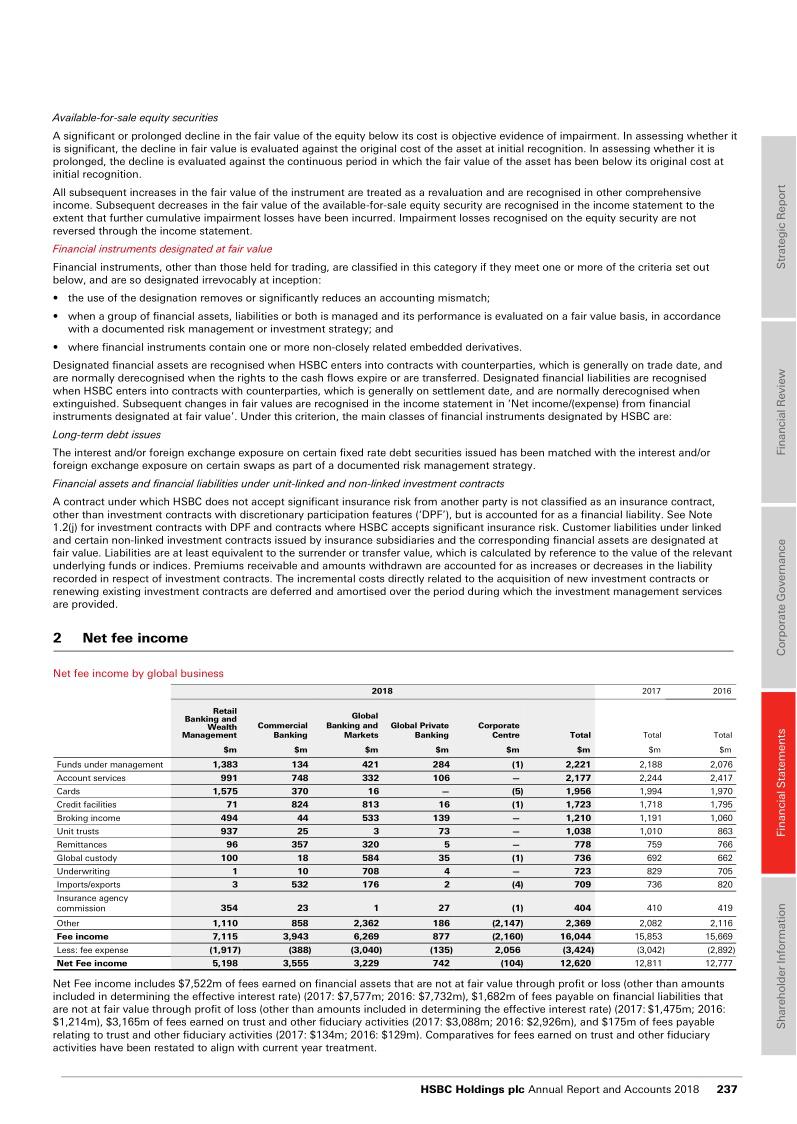 Available-for-sale equity securities
A significant or prolonged decline in the fair value of the equity below its cost is objective evidence of impairment. In assessing whether it
is significant, the decline in fair value is evaluated against the original cost of the asset at initial recognition. In assessing whether it is
prolonged, the decline is evaluated against the continuous period in which the fair value of the asset has been below its original cost at
initial recognition.
All subsequent increases in the fair value of the instrument are treated as a revaluation and are recognised in other comprehensive
income. Subsequent decreases in the fair value of the available-for-sale equity security are recognised in the income statement to the
extent that further cumulative impairment losses have been incurred. Impairment losses recognised on the equity security are not
reversed through the income statement.
Financial instruments designated at fair value
Financial instruments, other than those held for trading, are classified in this category if they meet one or more of the criteria set out
below, and are so designated irrevocably at inception:
• the use of the designation removes or significantly reduces an accounting mismatch;
• when a group of financial assets, liabilities or both is managed and its performance is evaluated on a fair value basis, in accordance
with a documented risk management or investment strategy; and
• where financial instruments contain one or more non-closely related embedded derivatives.
Designated financial assets are recognised when HSBC enters into contracts with counterparties, which is generally on trade date, and
are normally derecognised when the rights to the cash flows expire or are transferred. Designated financial liabilities are recognised
when HSBC enters into contracts with counterparties, which is generally on settlement date, and are normally derecognised when
extinguished. Subsequent changes in fair values are recognised in the income statement in 'Net income/(expense) from financial
instruments designated at fair value'. Under this criterion, the main classes of financial instruments designated by HSBC are:
Long-term debt issues
The interest and/or foreign exchange exposure on certain fixed rate debt securities issued has been matched with the interest and/or
foreign exchange exposure on certain swaps as part of a documented risk management strategy.
Financial assets and financial liabilities under unit-linked and non-linked investment contracts
A contract under which HSBC does not accept significant insurance risk from another party is not classified as an insurance contract,
other than investment contracts with discretionary participation features ('DPF'), but is accounted for as a financial liability. See Note
1.2(j) for investment contracts with DPF and contracts where HSBC accepts significant insurance risk. Customer liabilities under linked
and certain non-linked investment contracts issued by insurance subsidiaries and the corresponding financial assets are designated at
fair value. Liabilities are at least equivalent to the surrender or transfer value, which is calculated by reference to the value of the relevant
underlying funds or indices. Premiums receivable and amounts withdrawn are accounted for as increases or decreases in the liability
recorded in respect of investment contracts. The incremental costs directly related to the acquisition of new investment contracts or
renewing existing investment contracts are deferred and amortised over the period during which the investment management services
are provided.
2 Net fee income
Net fee income by global business
2018 2017 2016
Retail
Banking and
Wealth
Management Commercial
Banking Global
Banking and
Markets Global Private
Banking Corporate
Centre Total Total Total
$m $m $m $m $m $m $m $m
Funds under management 1,383 134 421 284 (1) 2,221 2,188 2,076
Account services 991 748 332 106 — 2,177 2,244 2,417
Cards 1,575 370 16 — (5) 1,956 1,994 1,970
Credit facilities 71 824 813 16 (1) 1,723 1,718 1,795
Broking income 494 44 533 139 — 1,210 1,191 1,060
Unit trusts 937 25 3 73 — 1,038 1,010 863
Remittances 96 357 320 5 — 778 759 766
Global custody 100 18 584 35 (1) 736 692 662
Underwriting 1 10 708 4 — 723 829 705
Imports/exports 3 532 176 2 (4) 709 736 820
Insurance agency
commission 354 23 1 27 (1) 404 410 419
Other 1,110 858 2,362 186 (2,147) 2,369 2,082 2,116
Fee income 7,115 3,943 6,269 877 (2,160) 16,044 15,853 15,669
Less: fee expense (1,917) (388) (3,040) (135) 2,056 (3,424) (3,042) (2,892)
Net Fee income 5,198 3,555 3,229 742 (104) 12,620 12,811 12,777
Net Fee income includes $7,522m of fees earned on financial assets that are not at fair value through profit or loss (other than amounts
included in determining the effective interest rate) (2017: $7,577m; 2016: $7,732m), $1,682m of fees payable on financial liabilities that
are not at fair value through profit of loss (other than amounts included in determining the effective interest rate) (2017: $1,475m; 2016:
$1,214m), $3,165m of fees earned on trust and other fiduciary activities (2017: $3,088m; 2016: $2,926m), and $175m of fees payable
relating to trust and other fiduciary activities (2017: $134m; 2016: $129m). Comparatives for fees earned on trust and other fiduciary
activities have been restated to align with current year treatment.
HSBC Holdings plc Annual Report and Accounts 2018 237
Strategic Report
Financial Review
Corporate Governance
Financial Statements
Shareholder Information